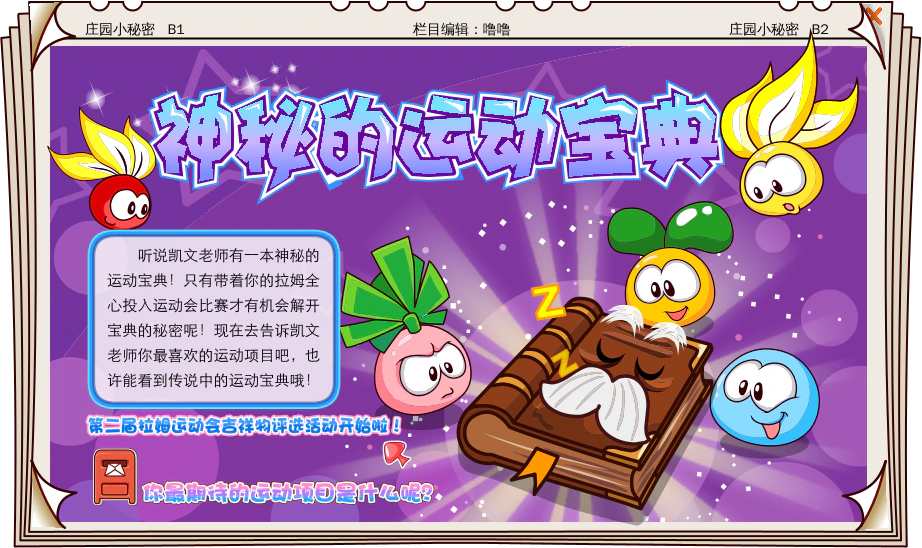 庄园小秘密　B1
栏目编辑：噜噜
庄园小秘密　B2
神秘的运动宝典
听说凯文老师有一本神秘的
运动宝典！只有带着你的拉姆全
心投入运动会比赛才有机会解开
宝典的秘密呢！现在去告诉凯文
老师你最喜欢的运动项目吧，也
许能看到传说中的运动宝典哦！
第二届拉姆运动会吉祥物评选活动开始啦！
你最期待的运动项目是什么呢？
Z
Z